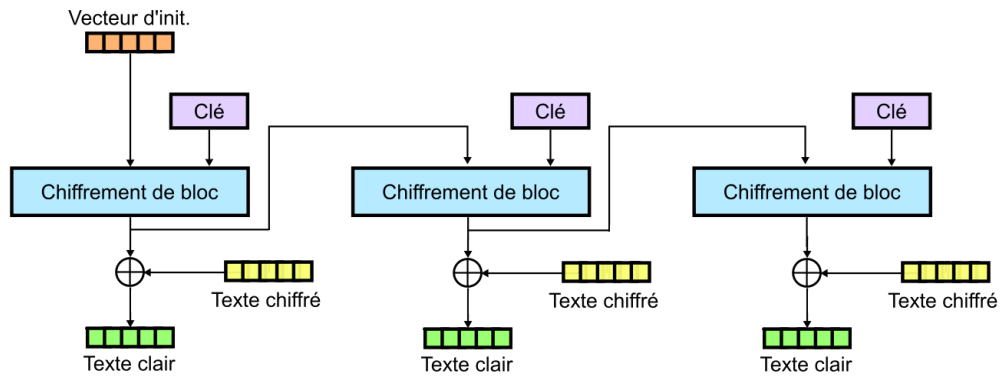 Vecteur d'init.
Clé
Clé
Clé
Chiffrement de bloc
Chiffrement de bloc
Chiffrement de bloc
Texte chiffré
Texte chiffré
Texte chiffré
Texte clair
Texte clair
Texte clair